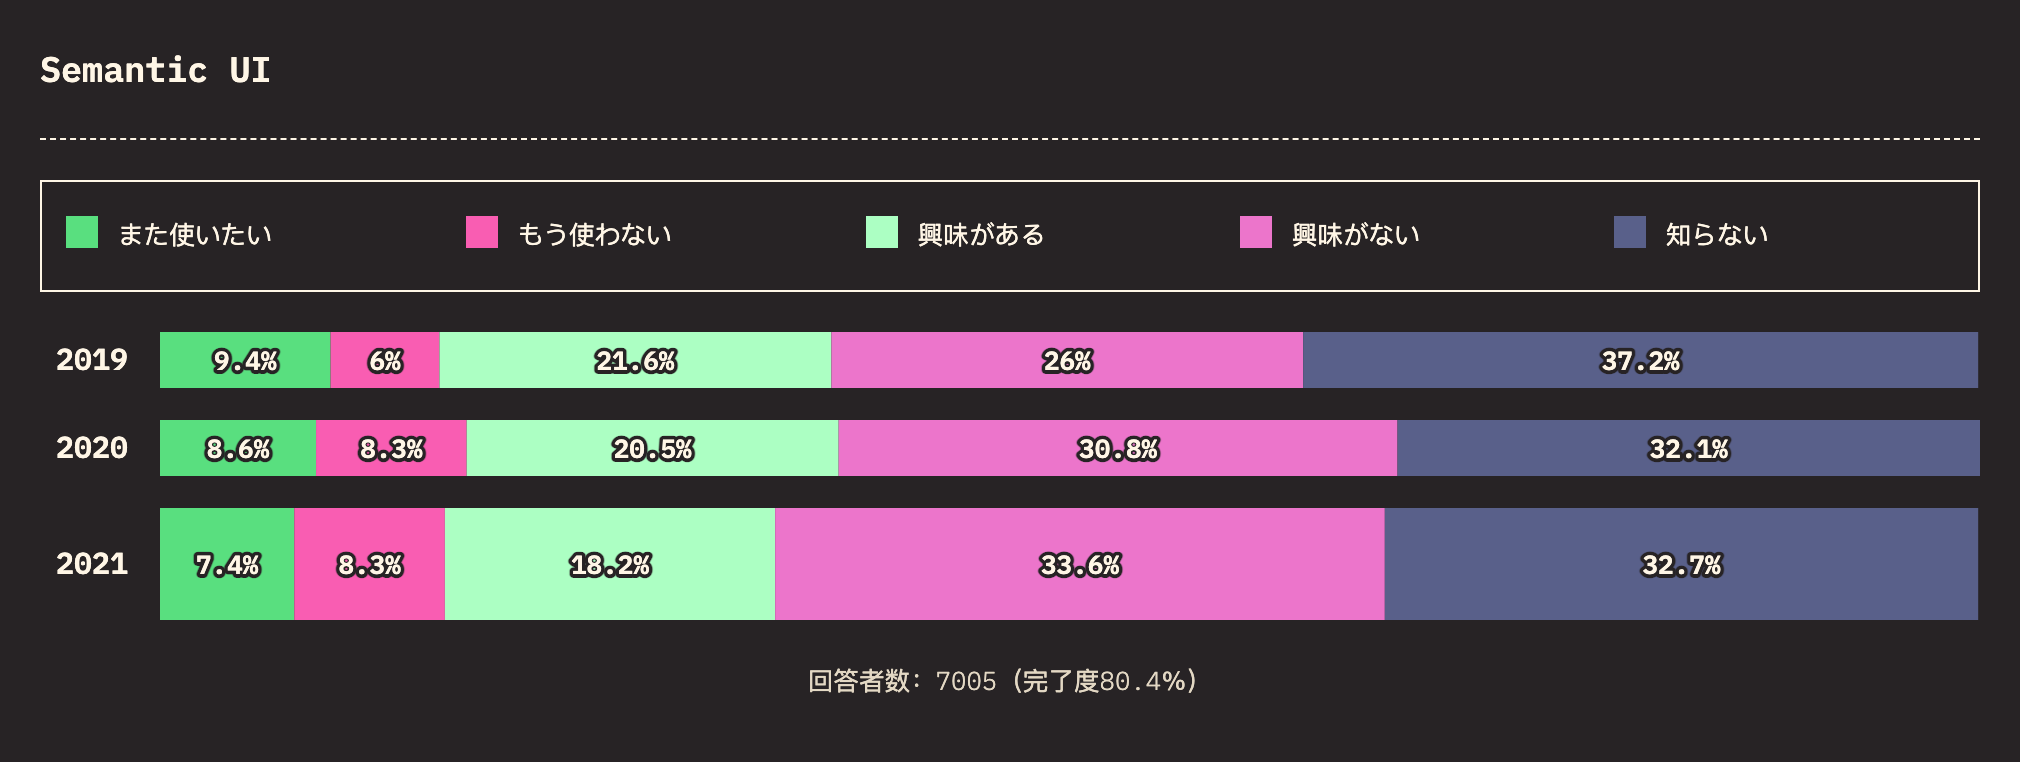 Semantic UI
また使いたい もう使わない 興味がある 興味がない 知らない
2019 9.4% 6% 21.6% 26% 37.2%
2020 8.6% 8.3% 20.5% 30.8% 32.1%
2021 7.4% 8.3% 18.2% 33.6% 32.7%
回答者数: 7005 (完了度80.4%)